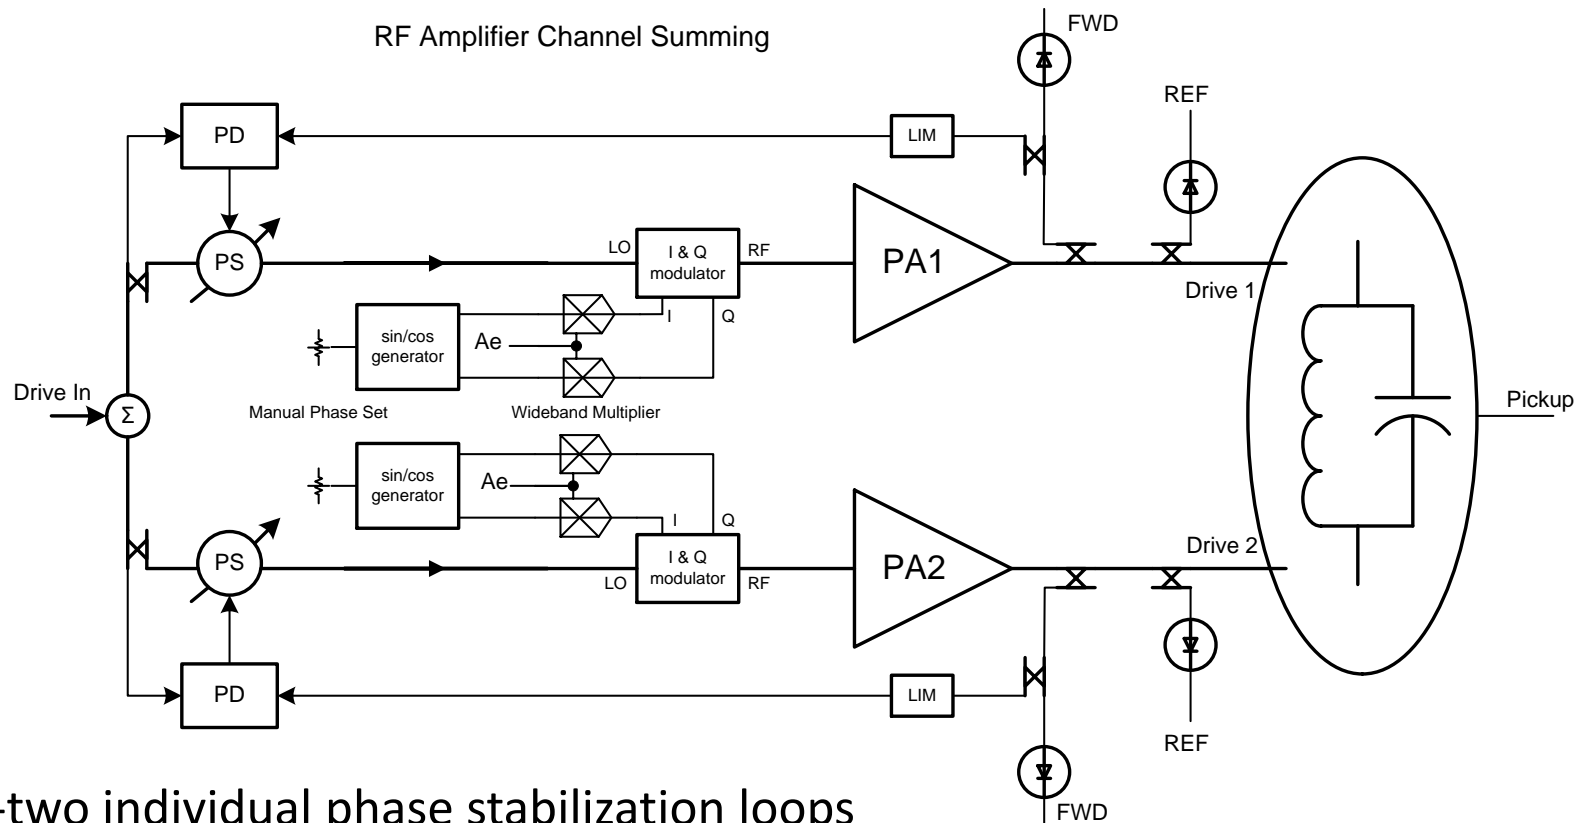 RF Amplifier Channel Summing
FWD
REF
PD
LIM
PS
LO
I & Q
modulator
RF
PA1
Drive 1
I
Q
sin/cos
generator
Ae
Manual Phase Set
Wideband Multiplier
Drive In
Σ
Pickup
sin/cos
generator
Ae
I
Q
PS
LO
I & Q
modulator
RF
PA2
Drive 2
PD
LIM
REF
FWD
-two individual phase stabilization loops